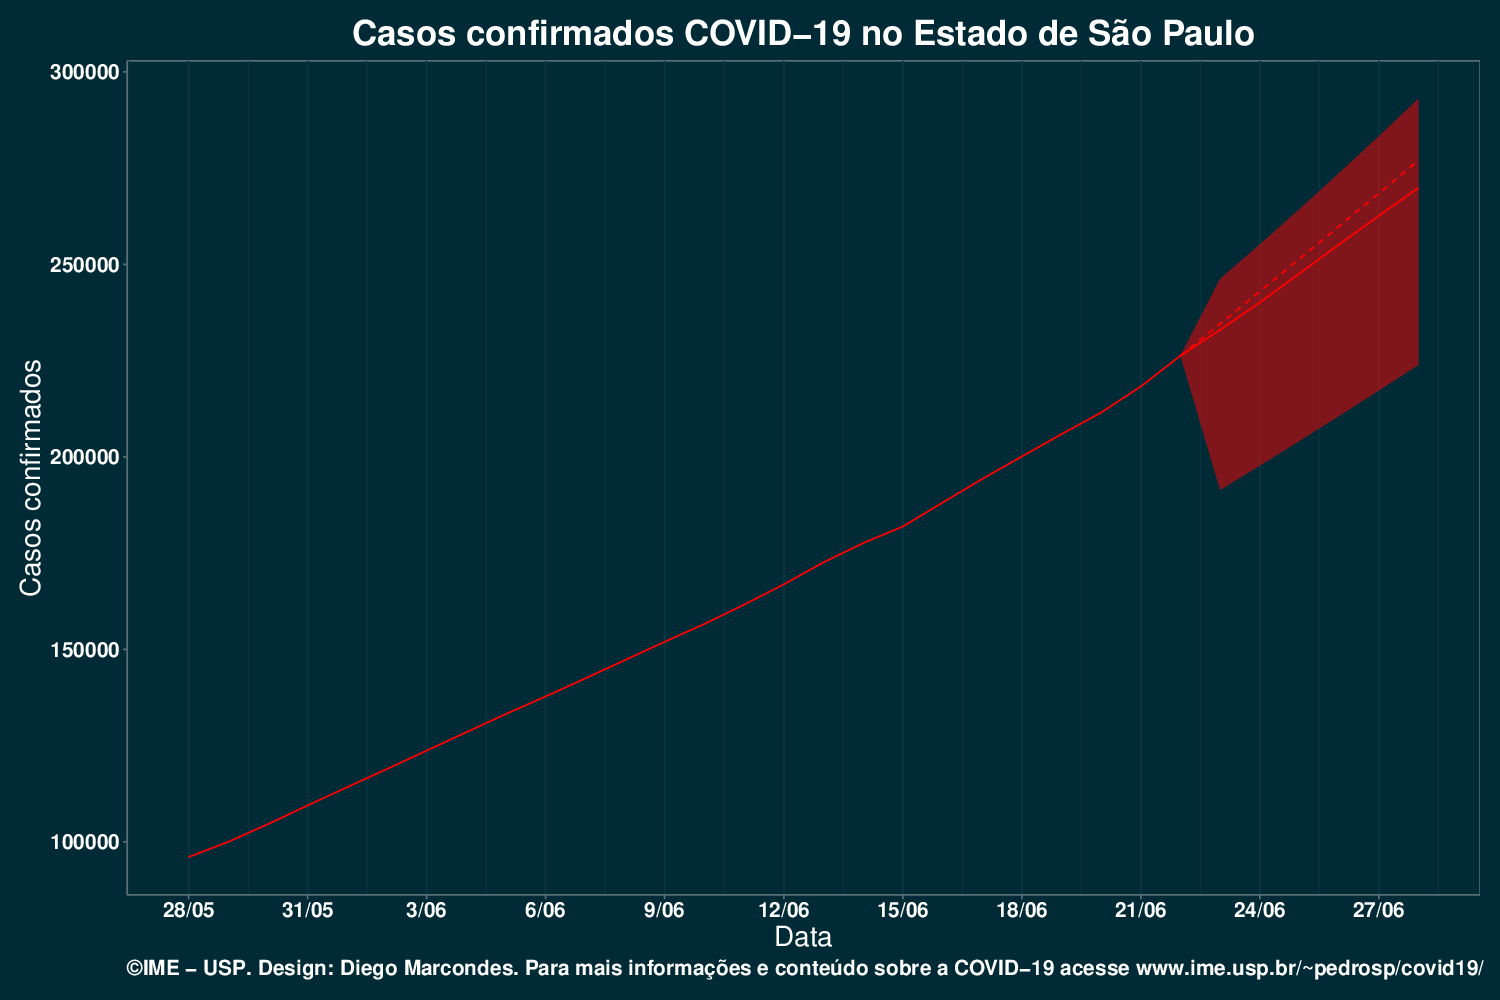 Casos confirmados COVID−19 no Estado de São Paulo
300000
250000
200000
150000
100000
Casos confirmados
28/05 31/05 3/06 6/06 9/06 12/06 15/06 18/06 21/06 24/06 27/06
Data
©IME − USP. Design: Diego Marcondes. Para mais informações e conteúdo sobre a COVID−19 acesse www.ime.usp.br/~pedrosp/covid19/